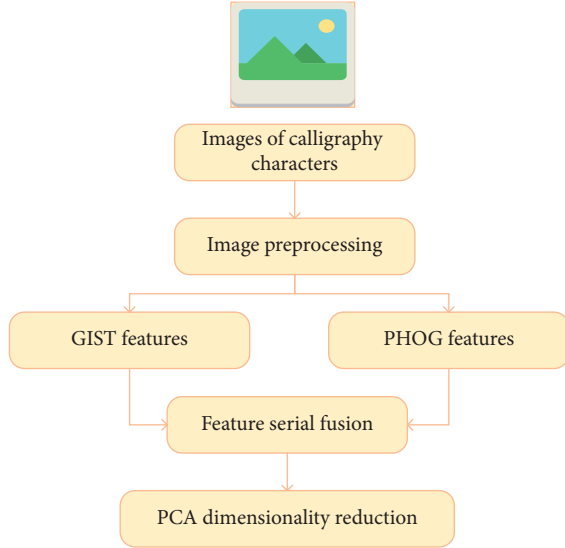 Images of calligraphy
characters
Image preprocessing
GIST features
PHOG features
Feature serial fusion
PCA dimensionality reduction